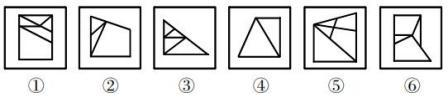 ① ② ③ ④ ⑤ ⑥